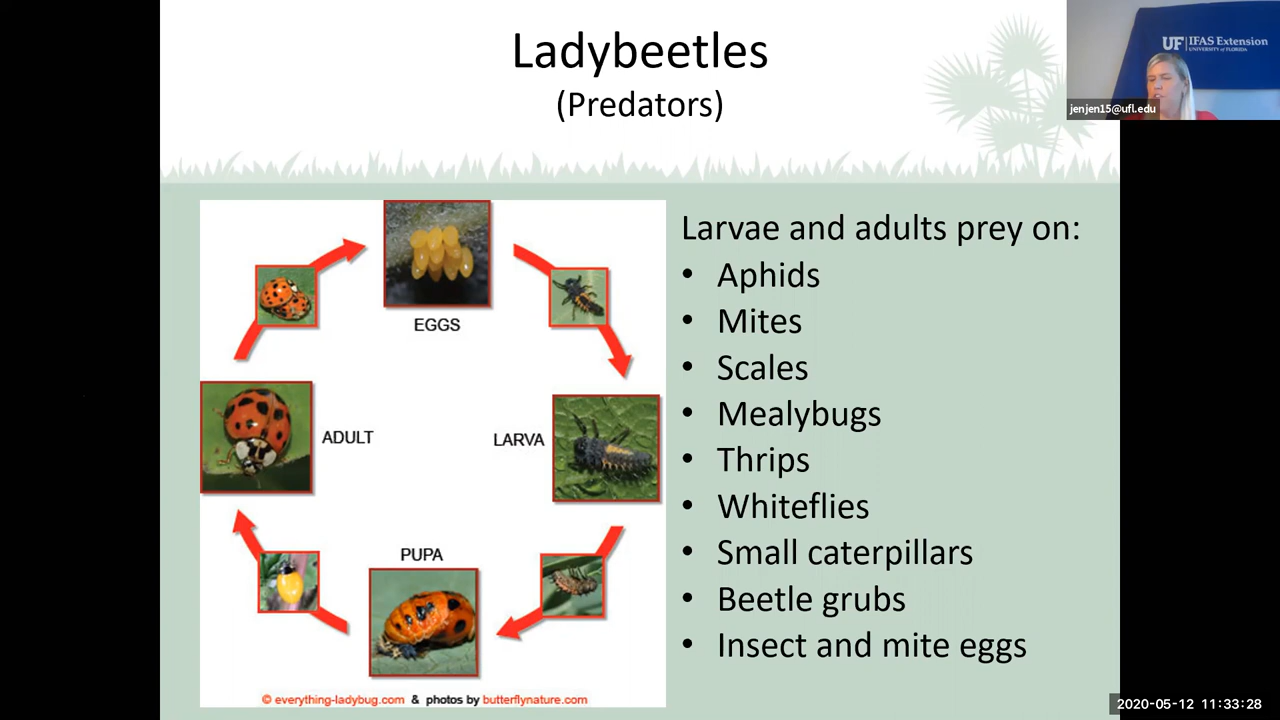 Ladybeetles
(Predators)
UF IFAS Extension
UNIVERSITY of FLORIDA
jenjen15@ufl.edu
EGGS
ADULT
LARVA
PUPA
© everything-ladybug.com & photos by butterflynature.com
Larvae and adults prey on:
• Aphids
• Mites
• Scales
• Mealybugs
• Thrips
• Whiteflies
• Small caterpillars
• Beetle grubs
• Insect and mite eggs
2020-05-12 11:33:28